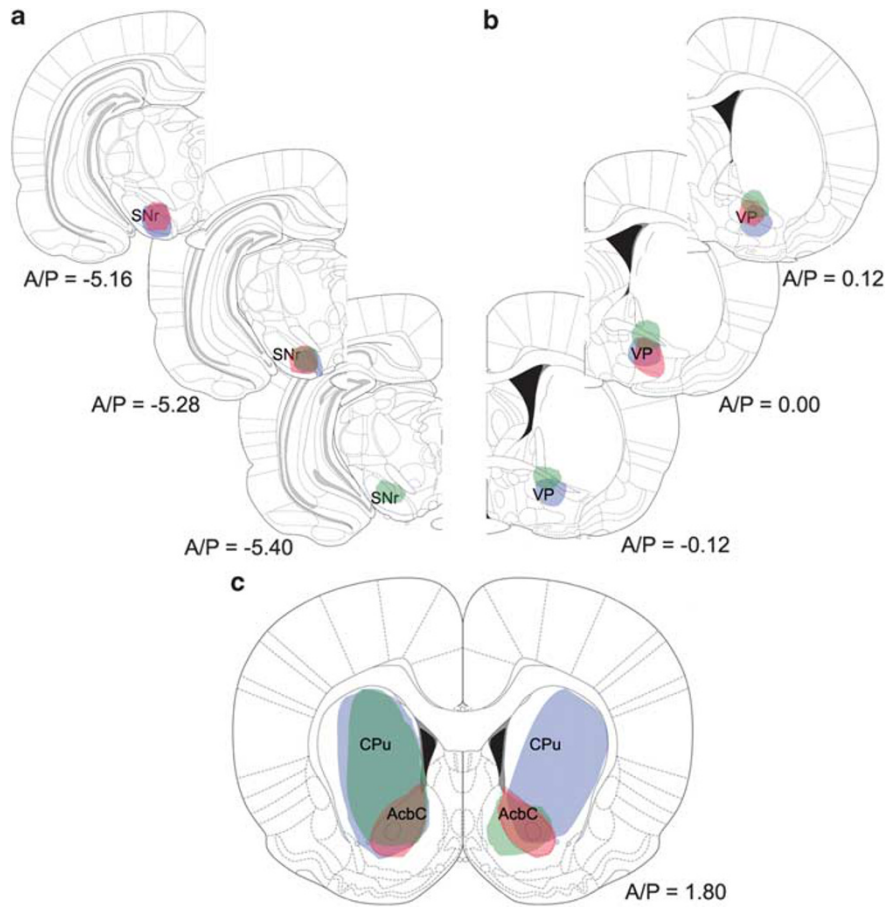 a
SNr
A/P = -5.16
SNr
A/P = -5.28
SNr
A/P = -5.40
b
VP
A/P = 0.12
VP
A/P = 0.00
VP
A/P = -0.12
c
CPu CPu
AcbC AcbC
A/P = 1.80